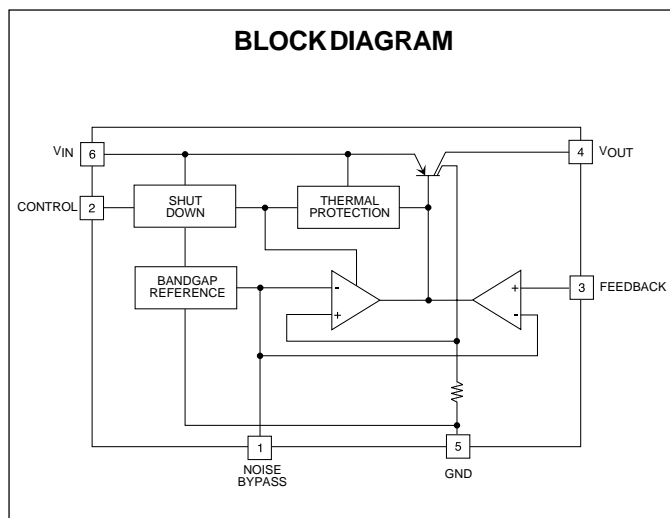 BLOCK DIAGRAM
VIN
6
4
VOUT
CONTROL
2
SHUT
DOWN
THERMAL
PROTECTION
BANDGAP
REFERENCE
-
+
+
-
3
FEEDBACK
1
5
NOISE
BYPASS
GND